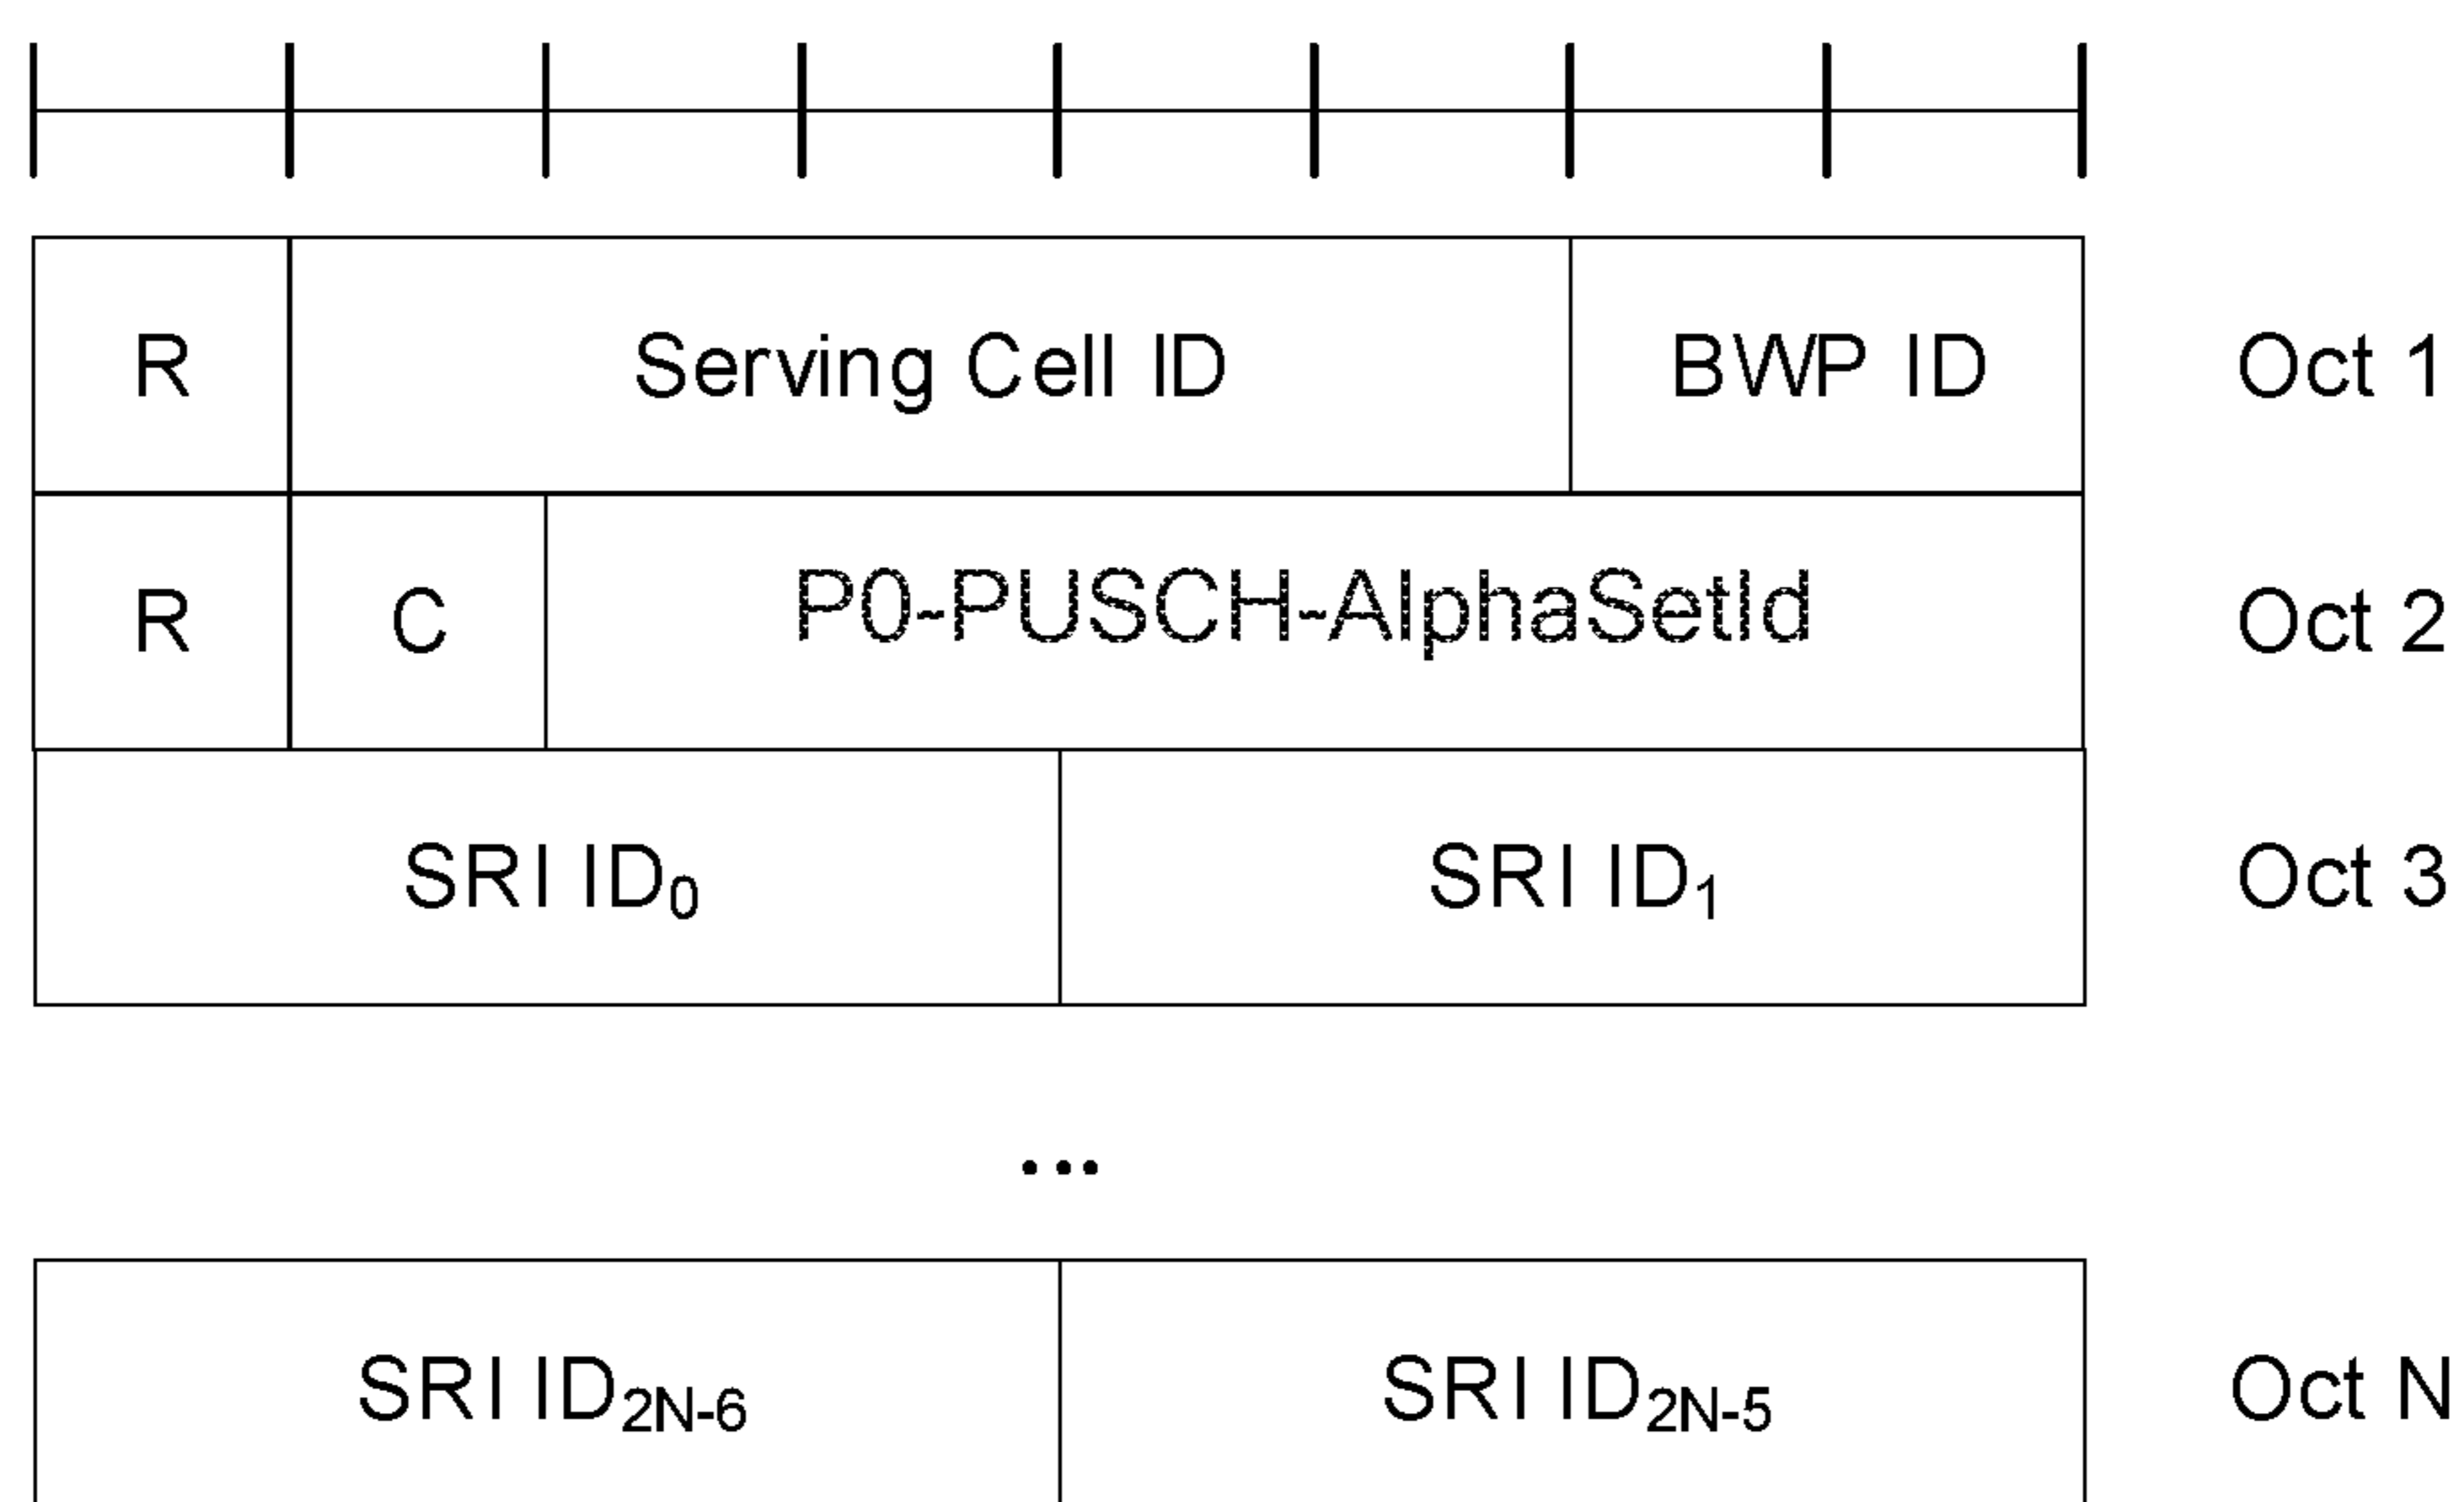 R Serving Cell ID BWP ID Oct 1
R C P0-PUSCH-AlphaSetId Oct 2
SRI ID0 SRI ID1 Oct 3
...
SRI ID2N-6 SRI ID2N-5 Oct N